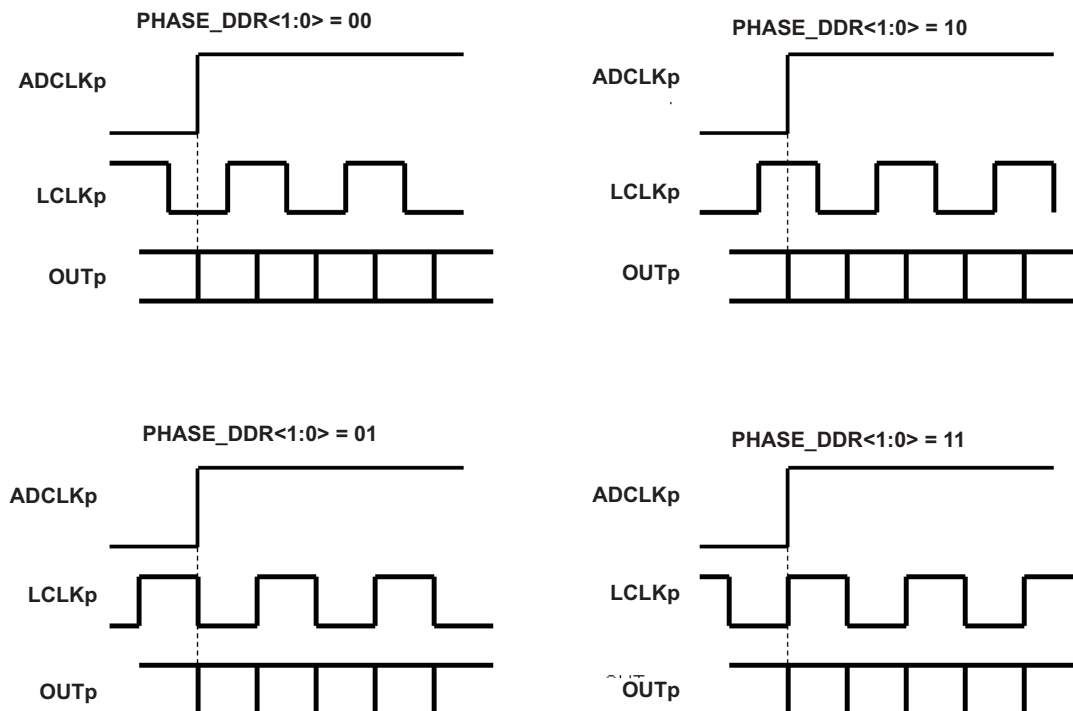 PHASE_DDR<1:0> = 00
ADCLKp
LCLKp
OUTp
PHASE_DDR<1:0> = 10
ADCLKp
LCLKp
OUTp
PHASE_DDR<1:0> = 01
ADCLKp
LCLKp
OUTp
PHASE_DDR<1:0> = 11
ADCLKp
LCLKp
OUTp